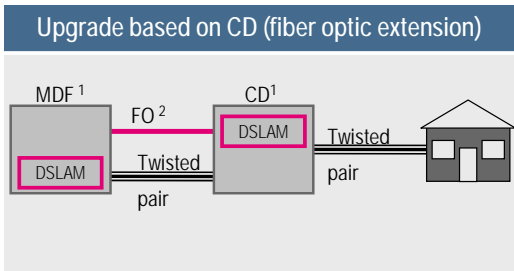 Upgrade based on CD (fiber optic extension)
MDF 1
FO 2
CD1
DSLAM
Twisted
pair
DSLAM
Twisted
pair